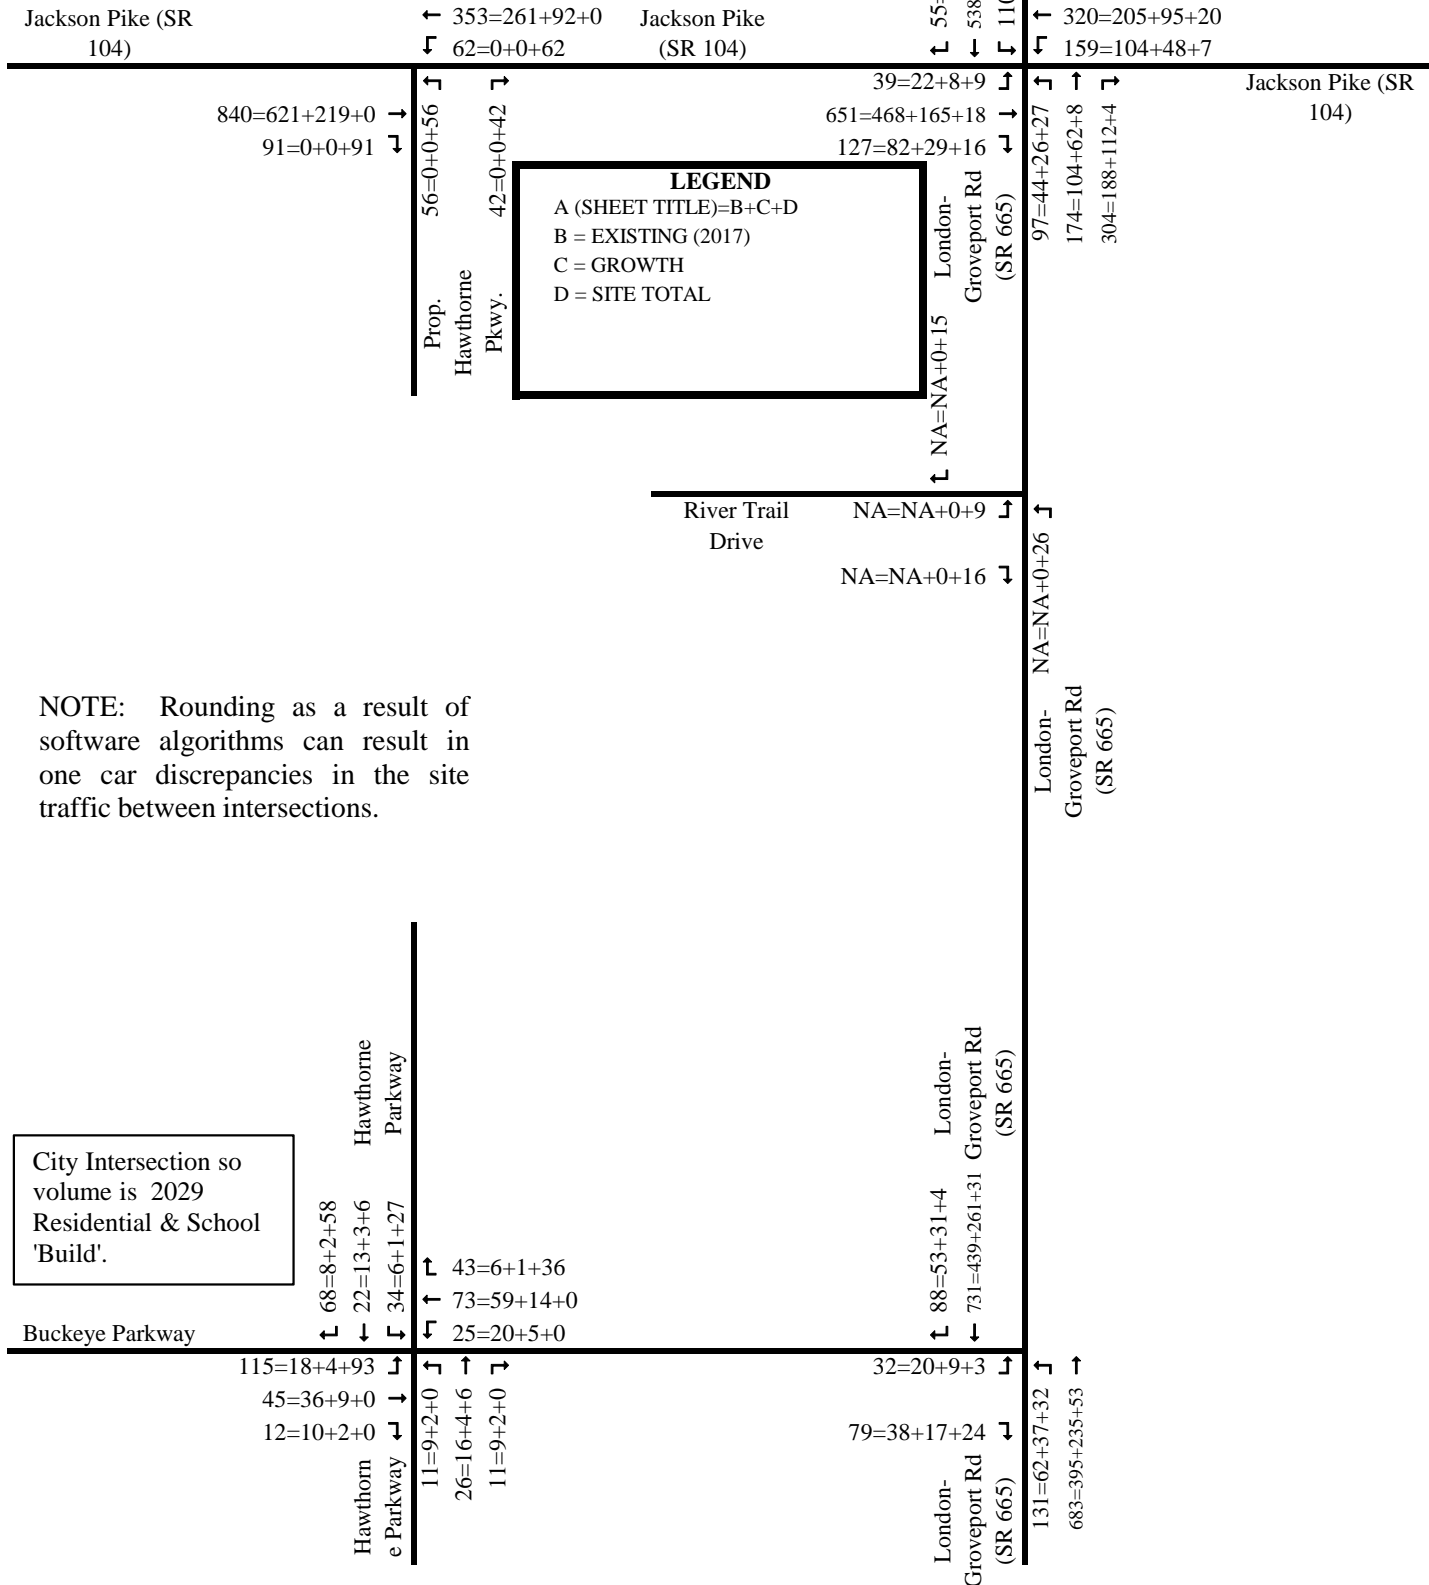 Jackson Pike (SR
104)
← 353=261+92+0
62=0+0+62
Jackson Pike
(SR 104)
55=
538
110
← 320=205+95+20
159=104+48+7
840=621+219+0 →
91=0+0+91
56=0+0+56
42=0+0+42
Prop.
Hawthorne
Pkwy.
39=22+8+9
651=468+165+18 →
127=82+29+16
97=44+26+27
174=104+62+8
304=188+112+4
Jackson Pike (SR
104)
LEGEND
A (SHEET TITLE)=B+C+D
B = EXISTING (2017)
C = GROWTH
D = SITE TOTAL
London-
Groveport Rd
(SR 665)
NA=NA+0+15
River Trail
Drive
NA=NA+0+9
NA=NA+0+16
NA=NA+0+26
London-
Groveport Rd
(SR 665)
NOTE: Rounding as a result of
software algorithms can result in
one car discrepancies in the site
traffic between intersections.
Hawthorne
Parkway
London-
Groveport Rd
(SR 665)
City Intersection so
volume is 2029
Residential & School
'Build'.
68=8+2+58
22=13+3+6
34=6+1+27
43=6+1+36
← 73=59+14+0
25=20+5+0
88=53+31+4
731=439+261+31
Buckeye Parkway
115=18+4+93
45=36+9+0 →
12=10+2+0
11=9+2+0
26=16+4+6
11=9+2+0
Hawthorn
e Parkway
32=20+9+3
79=38+17+24
131=62+37+32
683=395+235+53
London-
Groveport Rd
(SR 665)